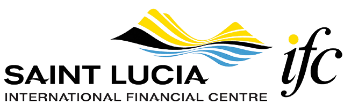 SAINT LUCIA
INTERNATIONAL FINANCIAL CENTRE
ifc